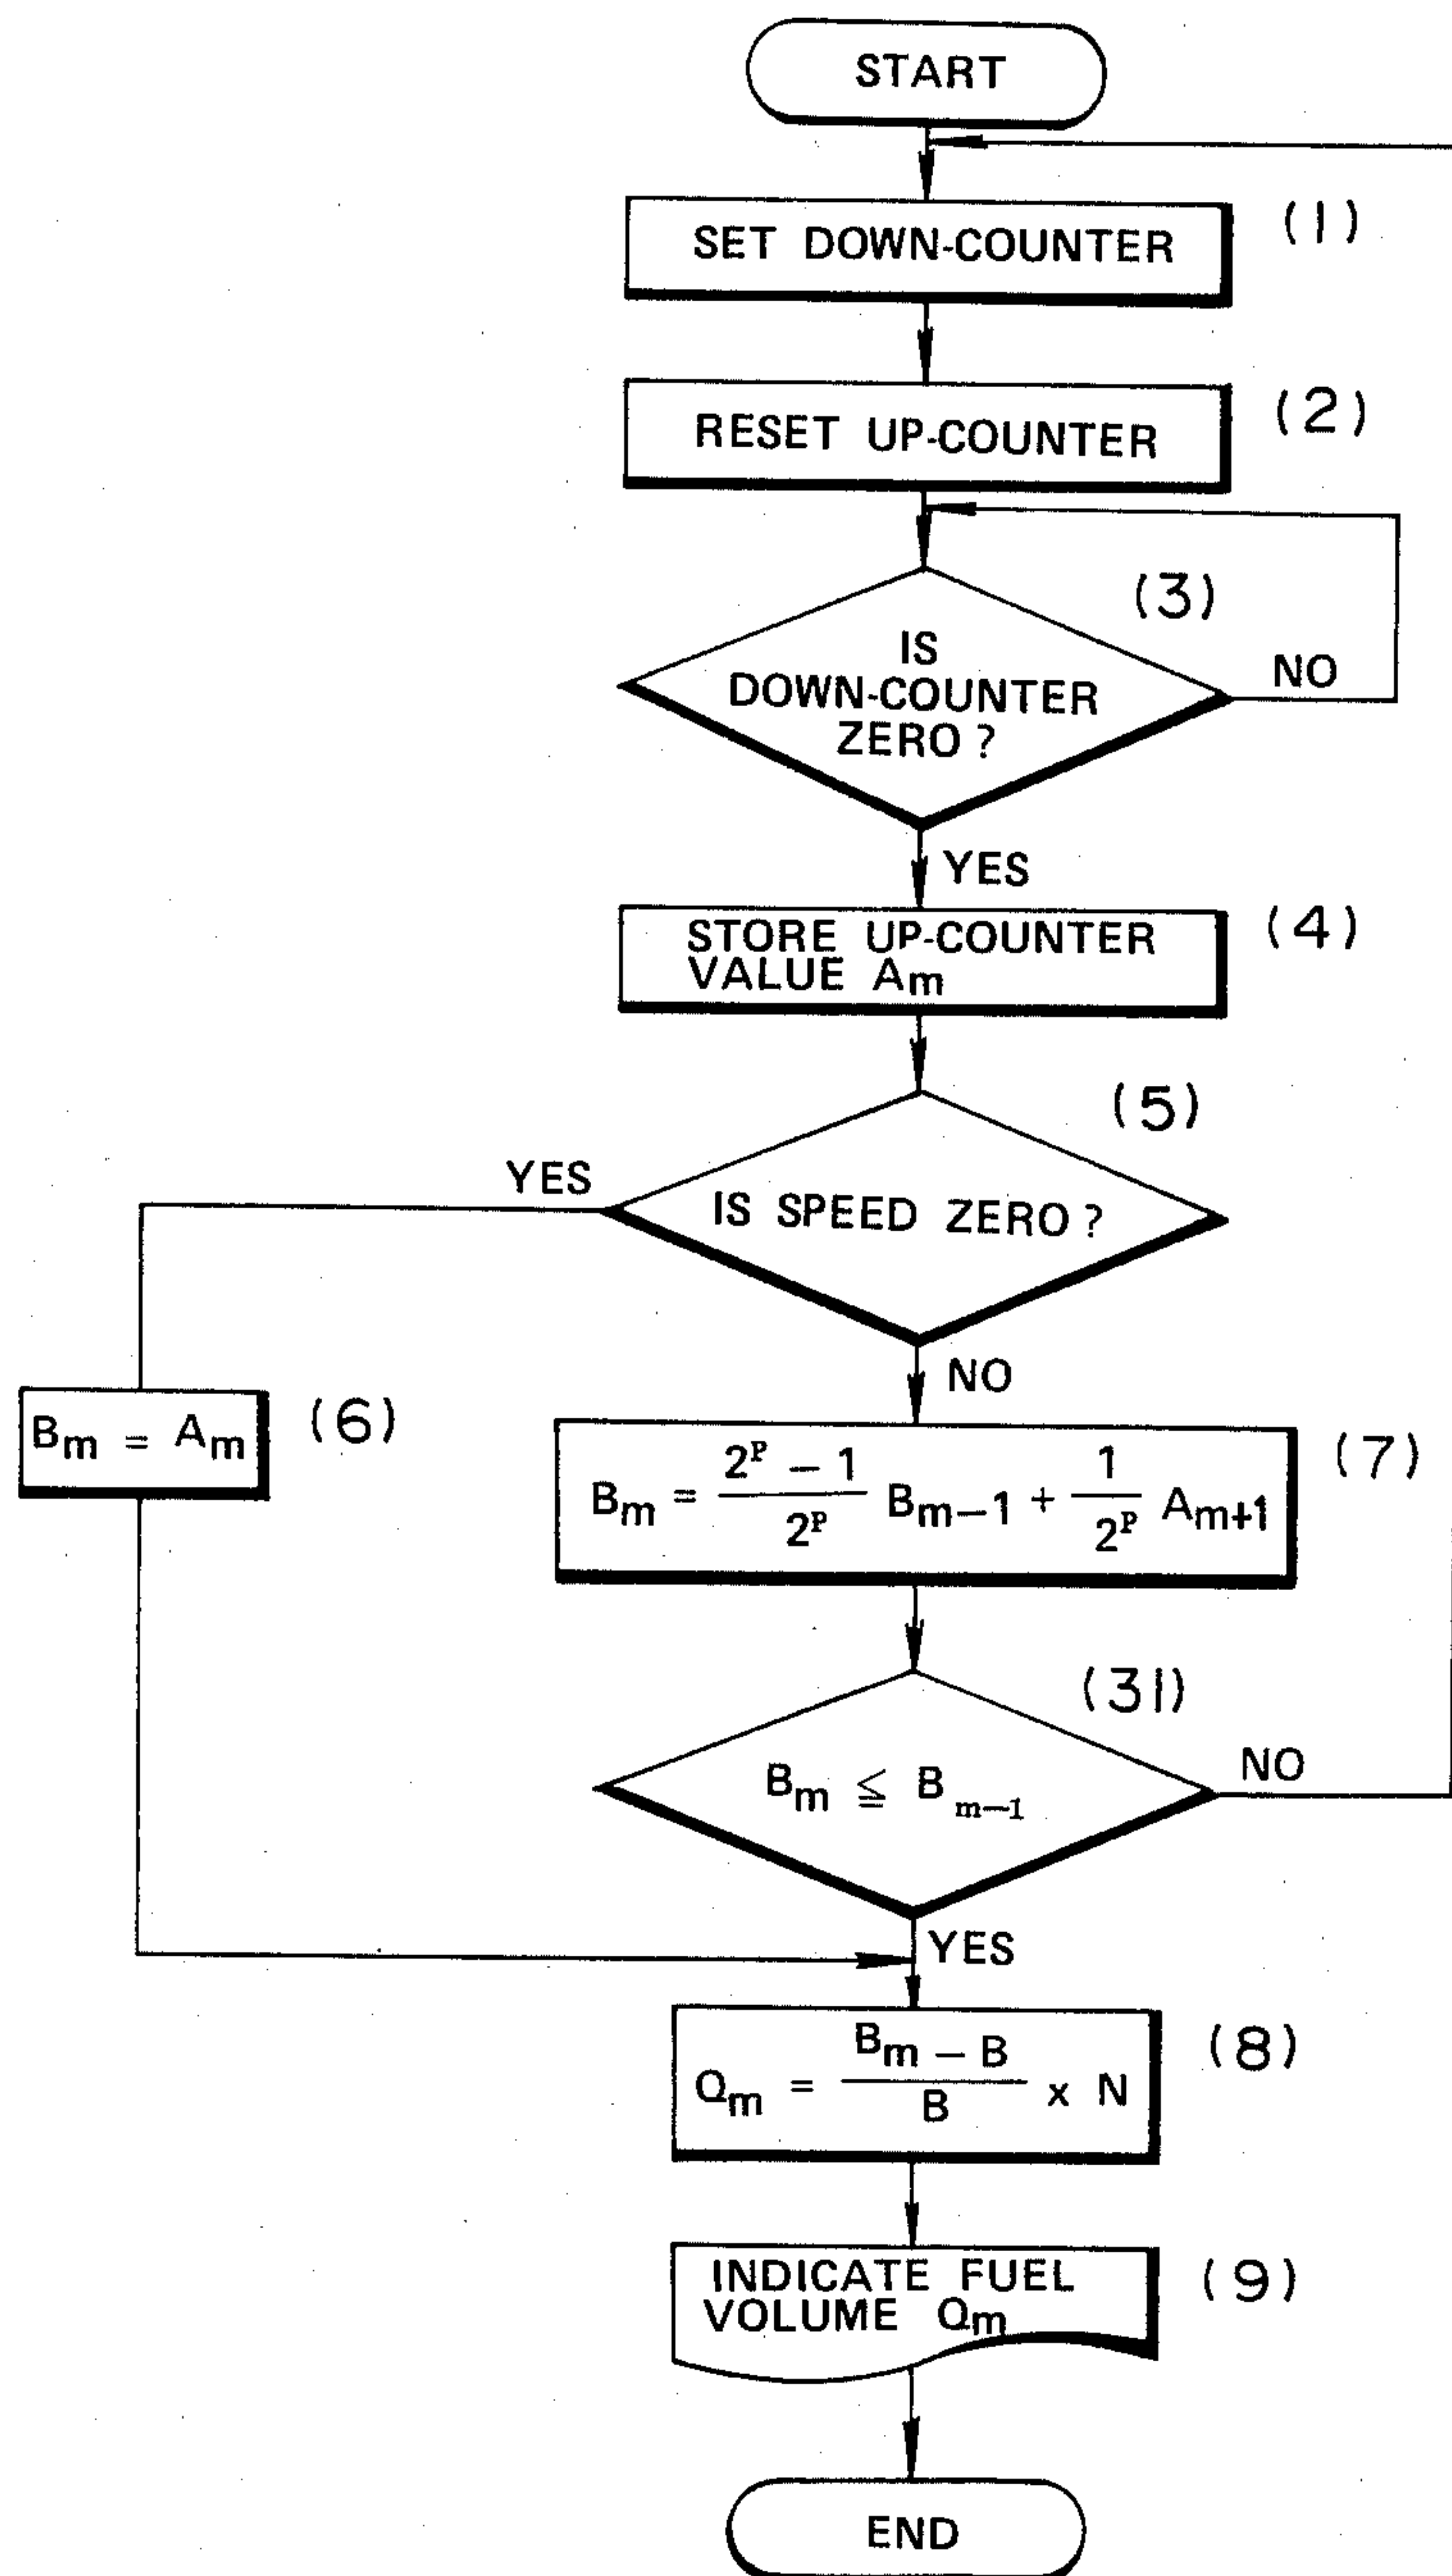 START
(1)
SET DOWN-COUNTER
(2)
RESET UP-COUNTER
(3)
IS
DOWN-COUNTER
ZERO?
NO
YES
(4)
STORE UP-COUNTER
VALUE Am
(5)
YES
IS SPEED ZERO?
NO
Bm = Am
(6)
(7)
Bm = 2^P − 1 / 2^P Bm−1 + 1 / 2^P Am+1
(31)
Bm ≦ Bm−1
NO
YES
(8)
Qm = Bm − B / B x N
(9)
INDICATE FUEL
VOLUME Qm
END